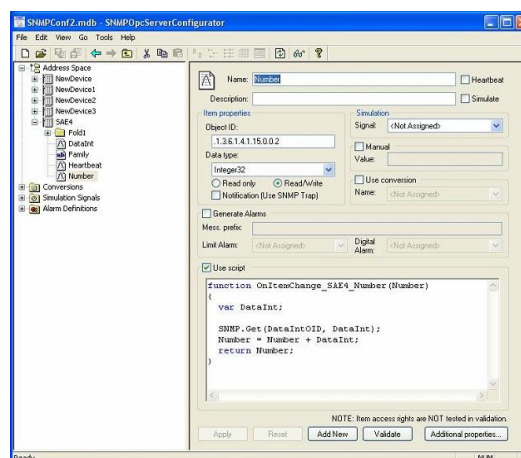 SNMPConf2.mdb - SNMPOpcServerConfigurator
File Edit View Go Tools Help
Address Space
NewDevice
NewDevice1
NewDevice2
NewDevice3
SAE4
Fold1
DataInt
Family
Heartbeat
Number
Conversions
Simulation Signals
Alarm Definitions
Name: Number
Heartbeat
Description:
Simulate
Item properties
Object ID:
.1.3.6.1.4.1.15.0.0.2
Data type:
Integer32
Read only Read/Write
Notification (Use SNMP Trap)
Simulation
Signal: <Not Assigned>
Manual
Value:
Use conversion
Name: <Not Assigned>
Generate Alarms
Mess. prefix:
Limit Alarm: <Not Assigned>
Digital Alarm: <Not Assigned>
Use script
function OnItemChange_SAE4_Number(Number)
{
var DataInt;
SNMP.Get(DataIntOID, DataInt);
Number = Number + DataInt;
return Number;
}
NOTE: Item access rights are NOT tested in validation.
Apply Reset Add New Validate Additional properties...
Ready NUM